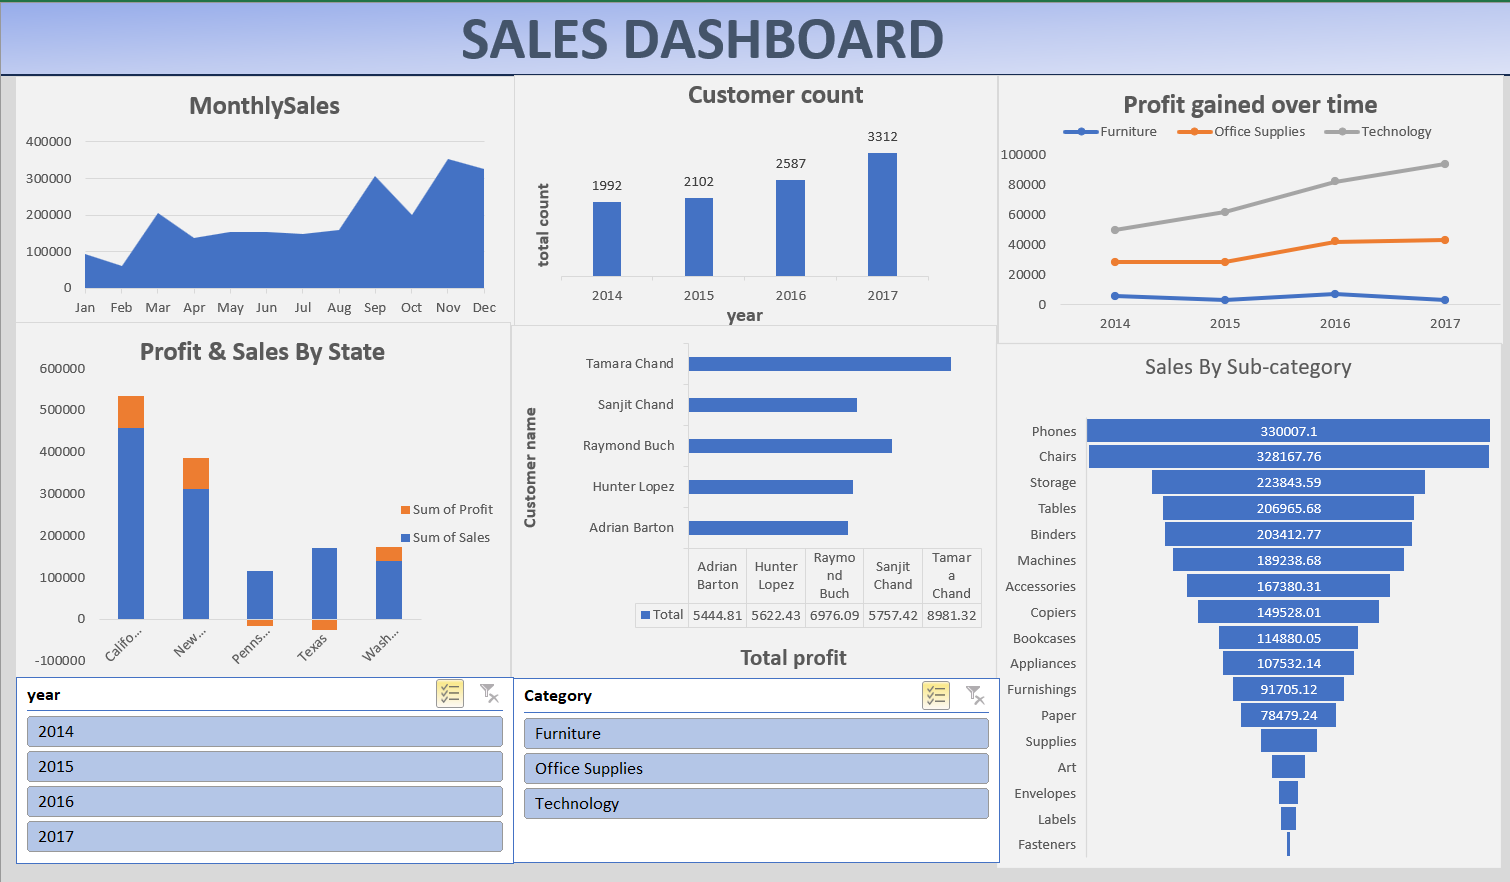 SALES DASHBOARD
MonthlySales
400000
300000
200000
100000
0
Jan Feb Mar Apr May Jun Jul Aug Sep Oct Nov Dec
Customer count
total count
1992
2102
2587
3312
2014 2015 2016 2017
year
Profit gained over time
Furniture Office Supplies Technology
100000
80000
60000
40000
20000
0
2014 2015 2016 2017
Profit & Sales By State
600000
500000
400000
300000
200000
100000
0
-100000
Califo...
New...
Penns...
Texas
Wash...
Sum of Profit
Sum of Sales
Customer name
Tamara Chand
Sanjit Chand
Raymond Buch
Hunter Lopez
Adrian Barton
Adrian
Barton
Hunter
Lopez
Raymo
nd
Buch
Sanjit
Chand
Tamar
a
Chand
Total 5444.81 5622.43 6976.09 5757.42 8981.32
Total profit
Sales By Sub-category
Phones 330007.1
Chairs 328167.76
Storage 223843.59
Tables 206965.68
Binders 203412.77
Machines 189238.68
Accessories 167380.31
Copiers 149528.01
Bookcases 114880.05
Appliances 107532.14
Furnishings 91705.12
Paper 78479.24
Supplies
Art
Envelopes
Labels
Fasteners
year
2014
2015
2016
2017
Category
Furniture
Office Supplies
Technology